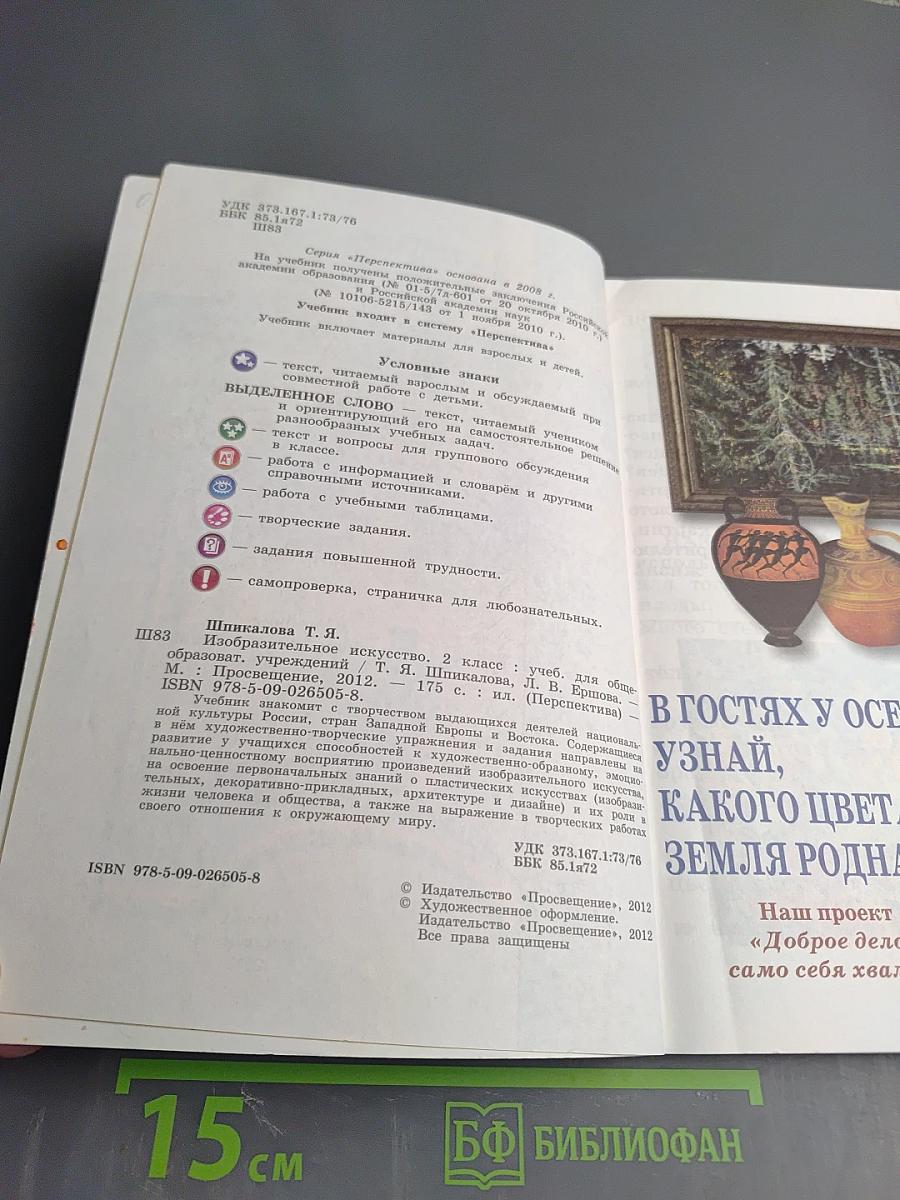 УДК 373.167.1:73/76
ББК 85.1я72
Ш83
Серия «Перспектива» основана в 2008 г.
На учебник получены положительные заключения Российской
академии образования (№ 01-5/7д-601 от 20 октября 2010 г.)
и Российской академии наук
(№ 10106-5215/143 от 1 ноября 2010 г.).
Учебник входит в систему «Перспектива»
Учебник включает материалы для взрослых и детей.
Условные знаки
— текст, читаемый взрослым и обсуждаемый при
совместной работе с детьми.
ВЫДЕЛЕННОЕ СЛОВО — текст, читаемый учеником
и ориентирующий его на самостоятельное решение
разнообразных учебных задач.
— текст и вопросы для группового обсуждения
в классе.
— работа с информацией и словарём и другими
справочными источниками.
— работа с учебными таблицами.
— творческие задания.
— задания повышенной трудности.
— самопроверка, страничка для любознательных.
Шпикалова Т. Я.
Ш83 Изобразительное искусство. 2 класс : учеб. для обще-
образоват. учреждений / Т. Я. Шпикалова, Л. В. Ершова. —
М. : Просвещение, 2012. — 175 с. : ил. (Перспектива) —
ISBN 978-5-09-026505-8.
Учебник знакомит с творчеством выдающихся деятелей националь-
ной культуры России, стран Западной Европы и Востока. Содержащиеся
в нём художественно-творческие упражнения и задания направлены на
развитие у учащихся способностей к художественно-образному, эмоцио-
нально-ценностному восприятию произведений изобразительного искусства,
на освоение первоначальных знаний о пластических искусствах (изобрази-
тельных, декоративно-прикладных, архитектуре и дизайне) и их роли в
жизни человека и общества, а также на выражение в творческих работах
своего отношения к окружающему миру.
УДК 373.167.1:73/76
ББК 85.1я72
ISBN 978-5-09-026505-8
© Издательство «Просвещение», 2012
© Художественное оформление.
Издательство «Просвещение», 2012
Все права защищены
В ГОСТЯХ У ОСЕ
УЗНАЙ,
КАКОГО ЦВЕТА
ЗЕМЛЯ РОДНА
Наш проект
«Доброе дело
само себя хвал
15 см
БФ БИБЛИОФАН